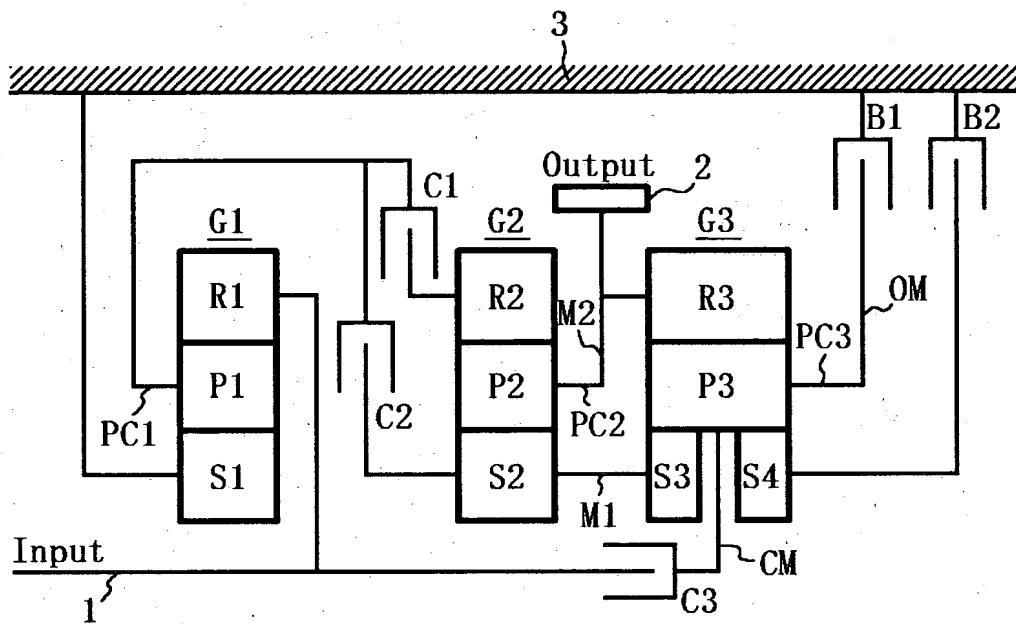 3
B1
B2
Output
2
C1
G1
G2
G3
R1
R2
M2
R3
OM
PC3
P1
P2
P3
PC1
C2
PC2
S1
S2
S3
S4
M1
Input
CM
1
C3